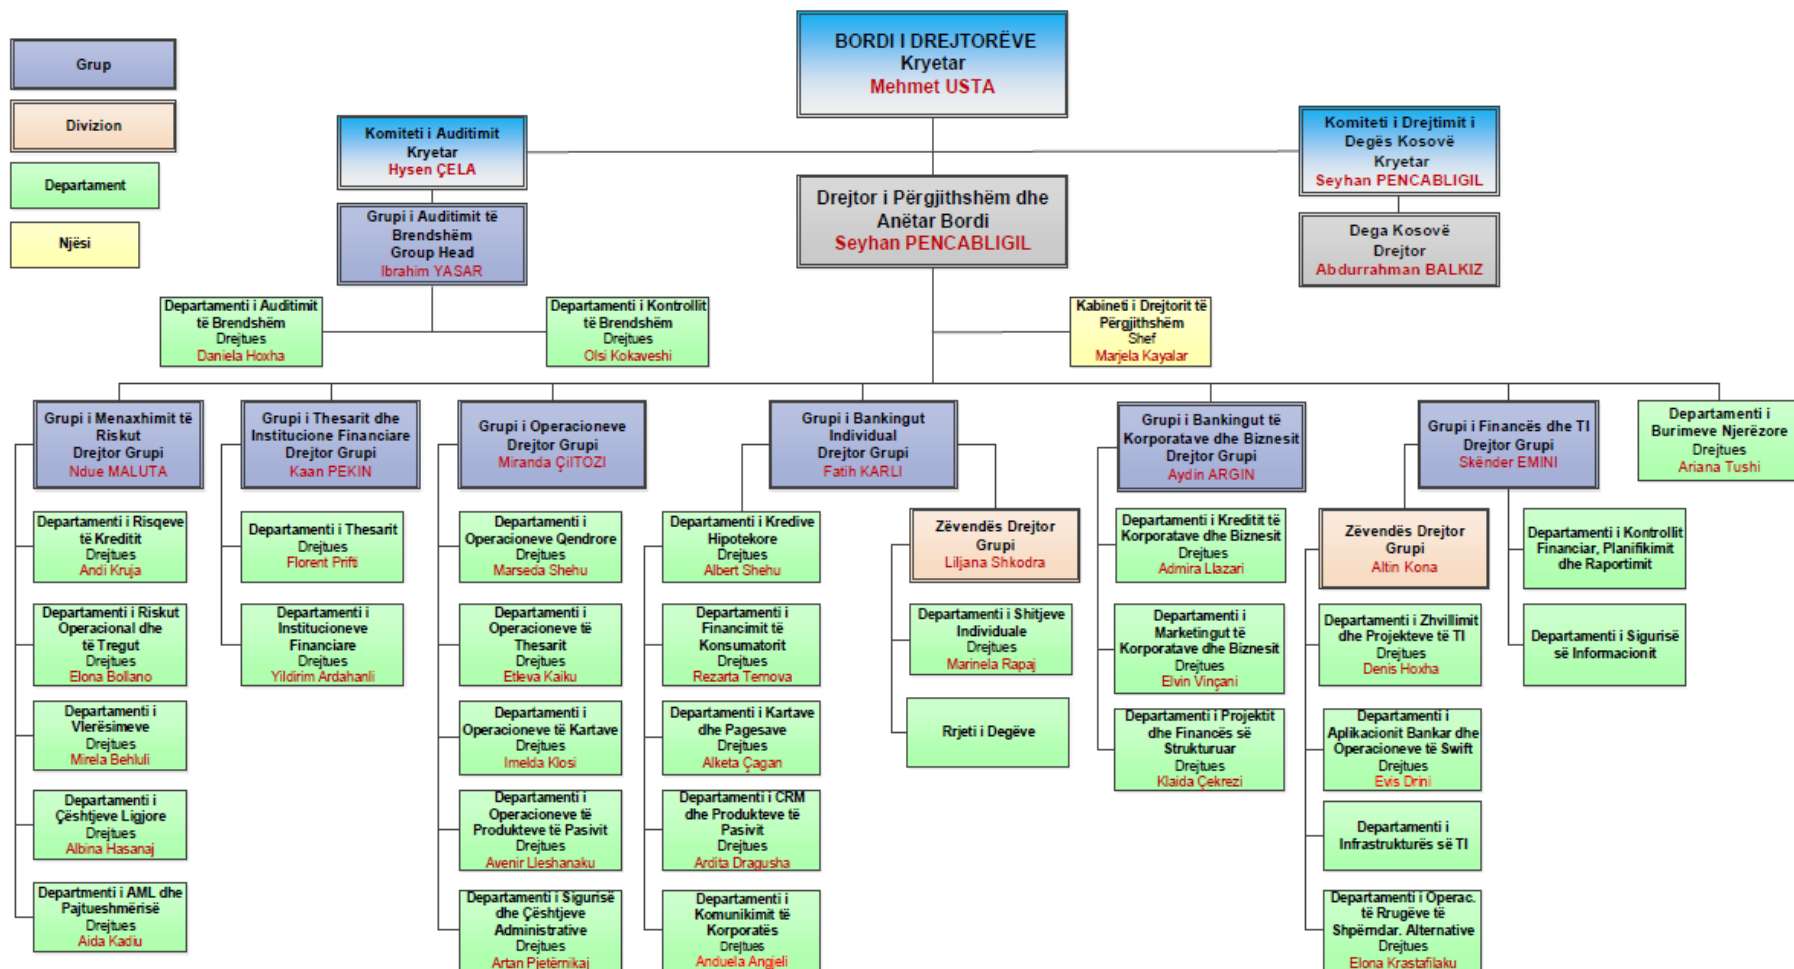 BORDI I DREJTORËVE
Kryetar
Mehmet USTA
Grup
Divizion
Departament
Njësi
Komiteti i Auditimit
Kryetar
Hysen ÇELA
Komiteti i Drejtimit i
Degës Kosovë
Kryetar
Seyhan PENCABLIGIL
Drejtor i Përgjithshëm dhe
Anëtar Bordi
Seyhan PENCABLIGIL
Grupi i Auditimit të
Brendshëm
Group Head
Ibrahim YASAR
Dega Kosovë
Drejtor
Abdurrahman BALKIZ
Departamenti i Auditimit
të Brendshëm
Drejtues
Daniela Hoxha
Departamenti i Kontrollit
të Brendshëm
Drejtues
Olsi Kokaveshi
Kabineti i Drejtorit të
Përgjithshëm
Shef
Marjela Kayalar
Grupi i Menaxhimit të
Riskut
Drejtor Grupi
Ndue MALUTA
Departamenti i Risqeve
të Kreditit
Drejtues
Andi Kruja
Departamenti i Riskut
Operacional dhe
të Tregut
Drejtues
Elona Bollano
Departamenti i
Vlerësimeve
Drejtues
Mirela Behluli
Departamenti i
Çështjeve Ligjore
Drejtues
Albina Hasanaj
Departmenti i AML dhe
Pajtueshmërisë
Drejtues
Aida Kadiu
Grupi i Thesarit dhe
Institucione Financiare
Drejtor Grupi
Kaan PEKIN
Departamenti i Thesarit
Drejtues
Florent Prifti
Departamenti i
Institucioneve
Financiare
Drejtues
Yildirim Ardahanli
Grupi i Operacioneve
Drejtor Grupi
Miranda ÇiITOZI
Departamenti i
Operacioneve Qendrore
Drejtues
Marseda Shehu
Departamenti i
Operacioneve të
Thesarit
Drejtues
Etleva Kaiku
Departamenti i
Operacioneve të Kartave
Drejtues
Imelda Klosi
Departamenti i
Operacioneve të
Produkteve të Pasivit
Drejtues
Avenir Lleshanaku
Departamenti i Sigurisë
dhe Çështjeve
Administrative
Drejtues
Artan Pjetërnikaj
Grupi i Bankingut
Individual
Drejtor Grupi
Fatih KARLI
Departamenti i Kredive
Hipotekore
Drejtues
Albert Shehu
Departamenti i
Financimit të
Konsumatorit
Drejtues
Rezarta Ternova
Departamenti i Kartave
dhe Pagesave
Drejtues
Alketa Çagan
Departamenti i CRM
dhe Produkteve të
Pasivit
Drejtues
Ardita Dragusha
Departamenti i
Komunikimit të
Korporatës
Drejtues
Anduela Angjeli
Zëvendës Drejtor
Grupi
Liljana Shkodra
Departamenti i Shitjeve
Individuale
Drejtues
Marinela Rapaj
Rrjeti i Degëve
Grupi i Bankingut të
Korporatave dhe Biznesit
Drejtor Grupi
Aydin ARGIN
Departamenti i Kreditit të
Korporatave dhe Biznesit
Drejtues
Admira Llazari
Departamenti i
Marketingut të
Korporatave dhe Biznesit
Drejtues
Elvin Vinçani
Departamenti i Projektit
dhe Financës së
Strukturuar
Drejtues
Klaida Çekrezi
Grupi i Financës dhe TI
Drejtor Grupi
Skënder EMINI
Zëvendës Drejtor
Grupi
Altin Kona
Departamenti i Zhvillimit
dhe Projekteve të TI
Drejtues
Denis Hoxha
Departamenti i
Aplikacionit Bankar dhe
Operacioneve të Swift
Drejtues
Evis Drini
Departamenti i
Infrastrukturës së TI
Departamenti i Operac.
të Rrugëve të
Shpërndar. Alternative
Drejtues
Elona Krastafilaku
Departamenti i Kontrollit
Financiar, Planifikimit
dhe Raportimit
Departamenti i Sigurisë
së Informacionit
Departamenti i
Burimeve Njerëzore
Drejtues
Ariana Tushi